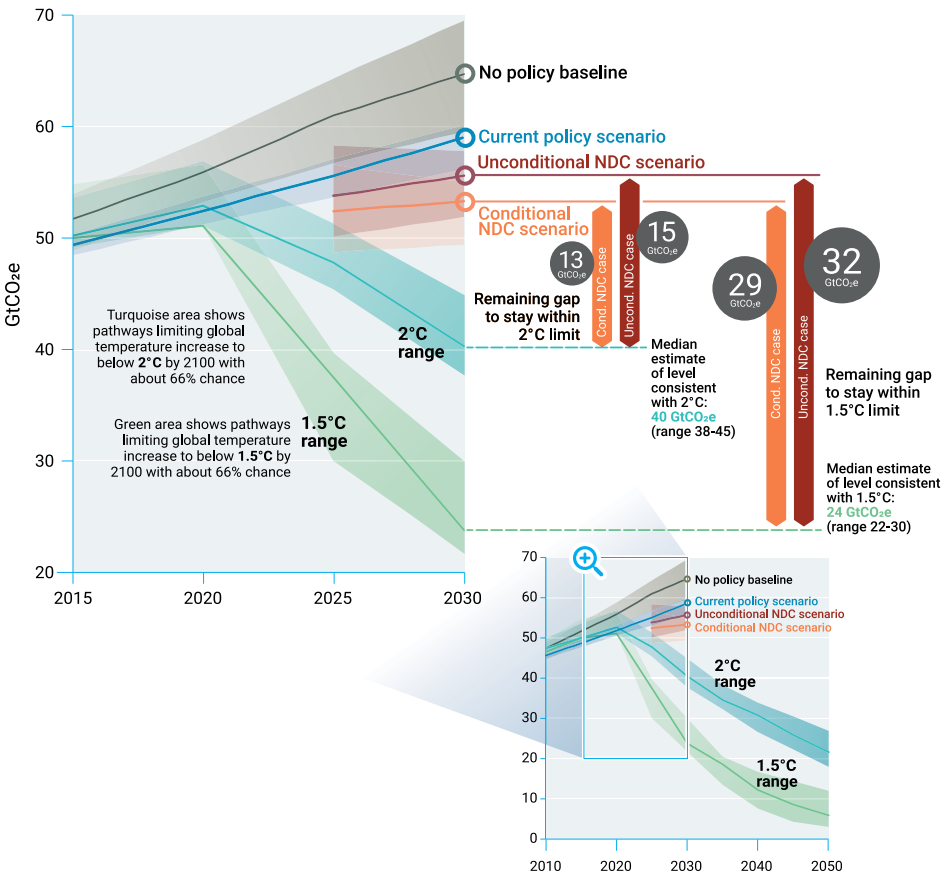 GtCO₂e
70
60
50
40
30
20
2015
2020
2025
2030
No policy baseline
Current policy scenario
Unconditional NDC scenario
Conditional
NDC scenario
13
GtCO₂e
15
GtCO₂e
29
GtCO₂e
32
GtCO₂e
Cond. NDC case
Uncond. NDC case
Cond. NDC case
Uncond. NDC case
Remaining gap
to stay within
2°C limit
Median
estimate
of level
consistent
with 2°C:
40 GtCO₂e
(range 38-45)
Remaining gap
to stay within
1.5°C limit
Median estimate
of level consistent
with 1.5°C:
24 GtCO₂e
(range 22-30)
2°C
range
1.5°C
range
Turquoise area shows
pathways limiting global
temperature increase to
below 2°C by 2100 with
about 66% chance
Green area shows pathways
limiting global temperature
increase to below 1.5°C by
2100 with about 66% chance
70
60
50
40
30
20
10
0
2010
2020
2030
2040
2050
No policy baseline
Current policy scenario
Unconditional NDC scenario
Conditional NDC scenario
2°C
range
1.5°C
range